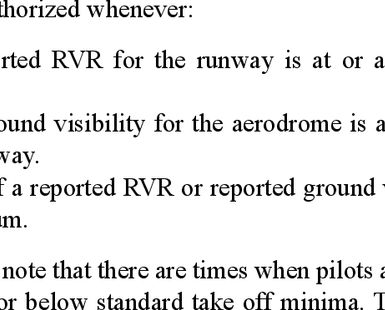 thorized whenever:
rted RVR for the runway is at or a
ound visibility for the aerodrome is a
way.
f a reported RVR or reported ground v
um.
note that there are times when pilots a
or below standard take off minima. T